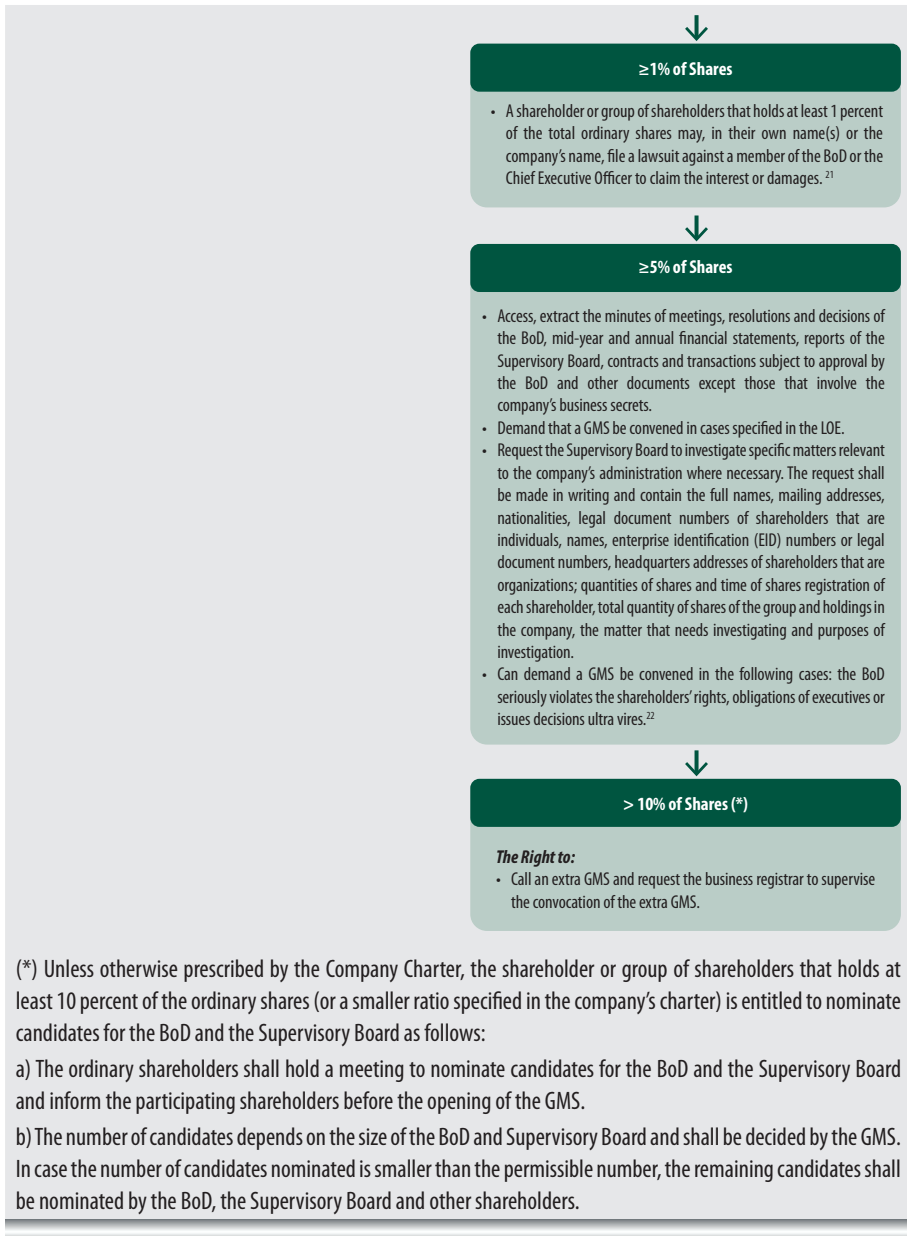 ≥1% of Shares
• A shareholder or group of shareholders that holds at least 1 percent
of the total ordinary shares may, in their own name(s) or the
company's name, file a lawsuit against a member of the BoD or the
Chief Executive Officer to claim the interest or damages. 21
≥5% of Shares
• Access, extract the minutes of meetings, resolutions and decisions of
the BoD, mid-year and annual financial statements, reports of the
Supervisory Board, contracts and transactions subject to approval by
the BoD and other documents except those that involve the
company's business secrets.
• Demand that a GMS be convened in cases specified in the LOE.
• Request the Supervisory Board to investigate specific matters relevant
to the company's administration where necessary. The request shall
be made in writing and contain the full names, mailing addresses,
nationalities, legal document numbers of shareholders that are
individuals, names, enterprise identification (EID) numbers or legal
document numbers, headquarters addresses of shareholders that are
organizations; quantities of shares and time of shares registration of
each shareholder, total quantity of shares of the group and holdings in
the company, the matter that needs investigating and purposes of
investigation.
• Can demand a GMS be convened in the following cases: the BoD
seriously violates the shareholders' rights, obligations of executives or
issues decisions ultra vires.22
> 10% of Shares (*)
The Right to:
• Call an extra GMS and request the business registrar to supervise
the convocation of the extra GMS.
(*) Unless otherwise prescribed by the Company Charter, the shareholder or group of shareholders that holds at
least 10 percent of the ordinary shares (or a smaller ratio specified in the company's charter) is entitled to nominate
candidates for the BoD and the Supervisory Board as follows:
a) The ordinary shareholders shall hold a meeting to nominate candidates for the BoD and the Supervisory Board
and inform the participating shareholders before the opening of the GMS.
b) The number of candidates depends on the size of the BoD and Supervisory Board and shall be decided by the GMS.
In case the number of candidates nominated is smaller than the permissible number, the remaining candidates shall
be nominated by the BoD, the Supervisory Board and other shareholders.